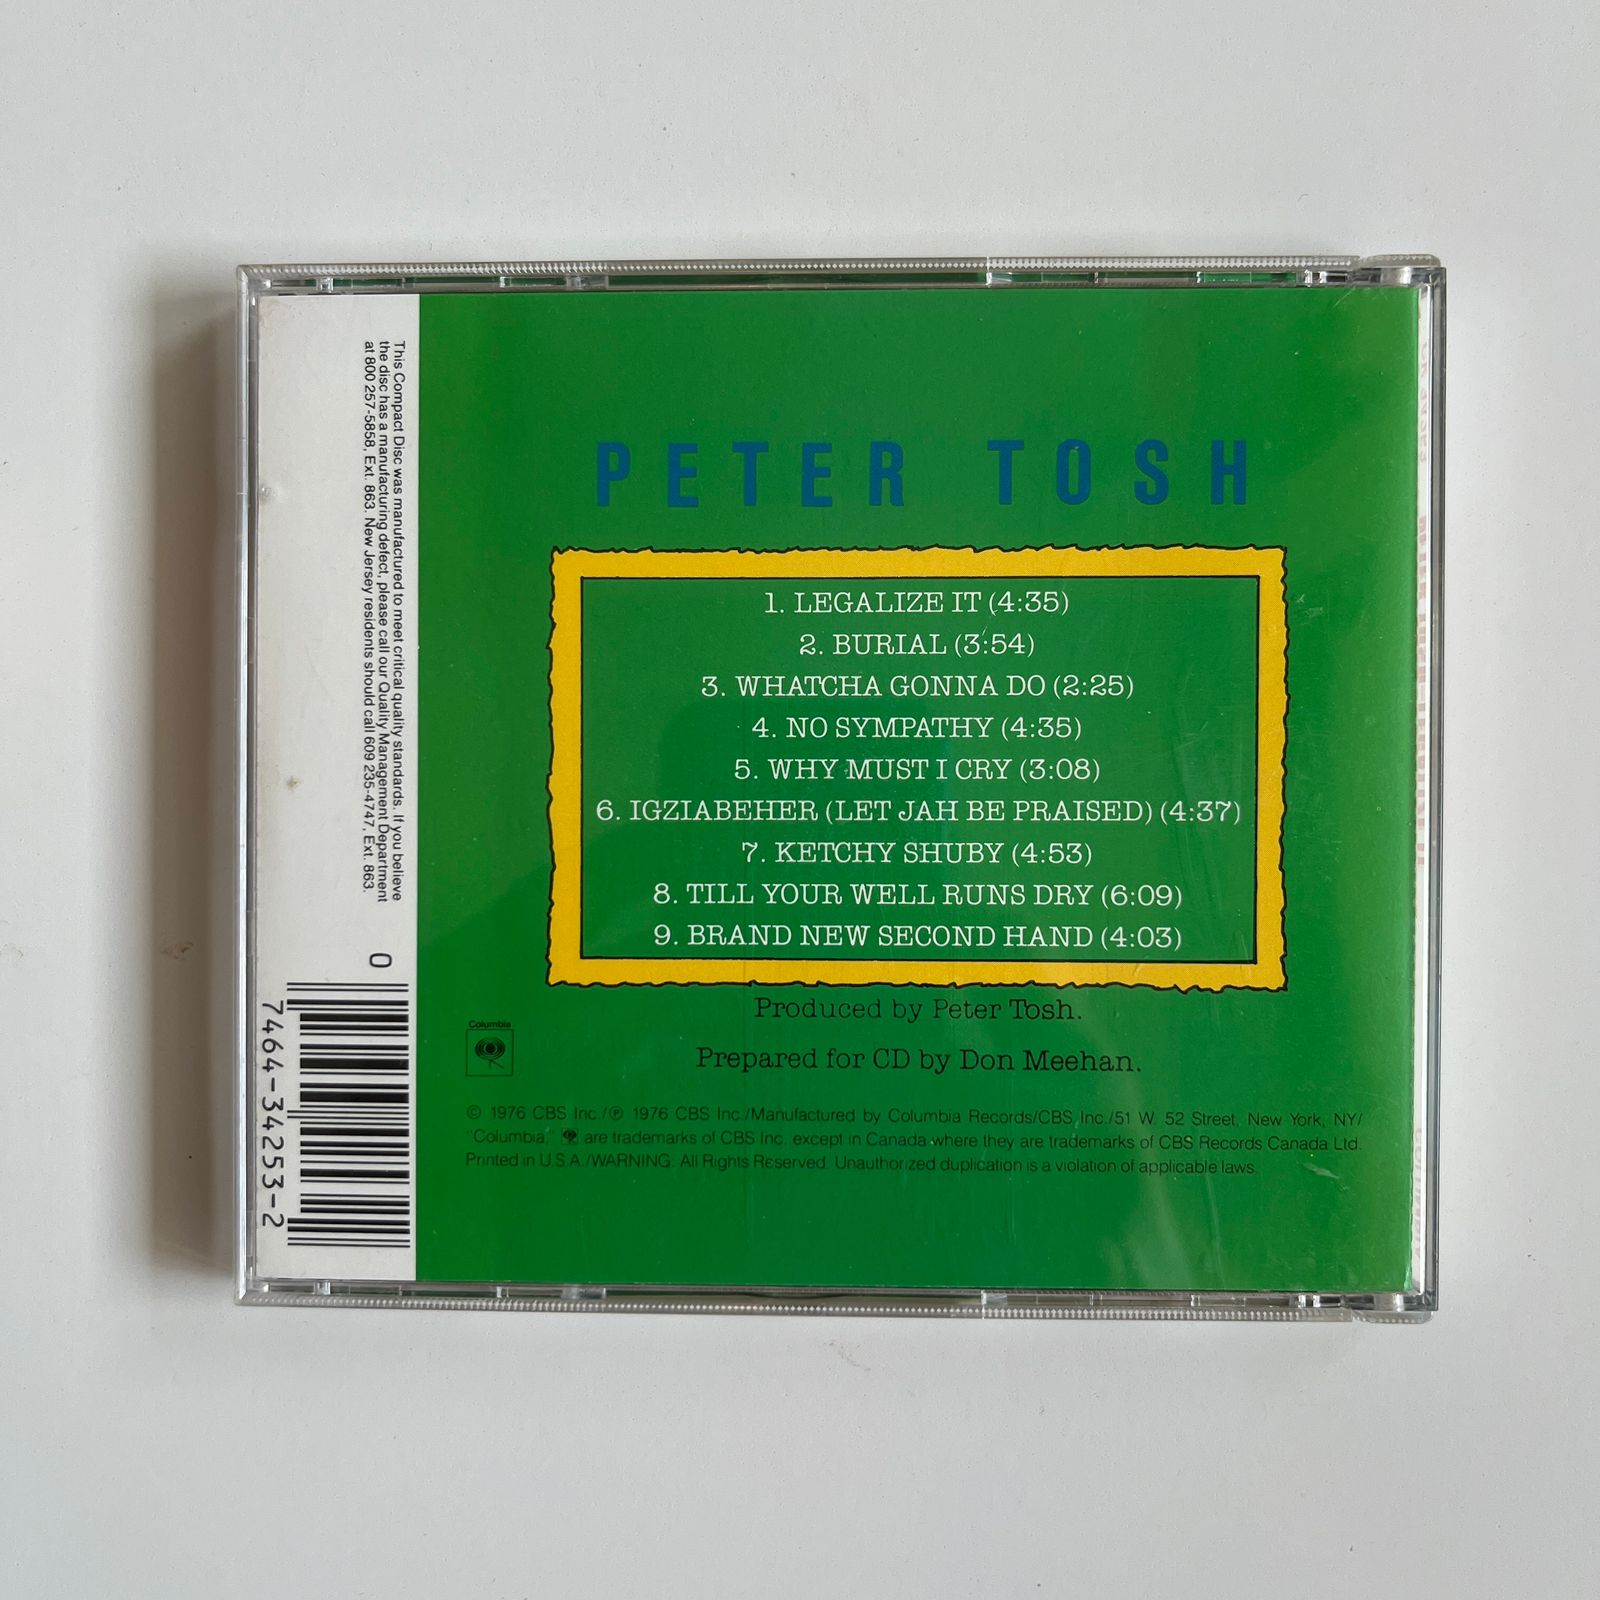 PETER TOSH
1. LEGALIZE IT (4:35)
2. BURIAL (3:54)
3. WHATCHA GONNA DO (2:25)
4. NO SYMPATHY (4:35)
5. WHY MUST I CRY (3:08)
6. IGZIABEHER (LET JAH BE PRAISED) (4:37)
7. KETCHY SHUBY (4:53)
8. TILL YOUR WELL RUNS DRY (6:09)
9. BRAND NEW SECOND HAND (4:03)
Produced by Peter Tosh.
Prepared for CD by Don Meehan.
Columbia
© 1976 CBS Inc./℗ 1976 CBS Inc./Manufactured by Columbia Records/CBS Inc./51 W. 52 Street, New York, NY/
"Columbia," are trademarks of CBS Inc. except in Canada where they are trademarks of CBS Records Canada Ltd.
Printed in U.S.A./WARNING: All Rights Reserved. Unauthorized duplication is a violation of applicable laws.
This Compact Disc was manufactured to meet critical quality standards. If you believe
the disc has a manufacturing defect, please call our Quality Management Department
at 800 257-5858, Ext. 863. New Jersey residents should call 609 235-4747, Ext. 863.
0
7464-34253-2